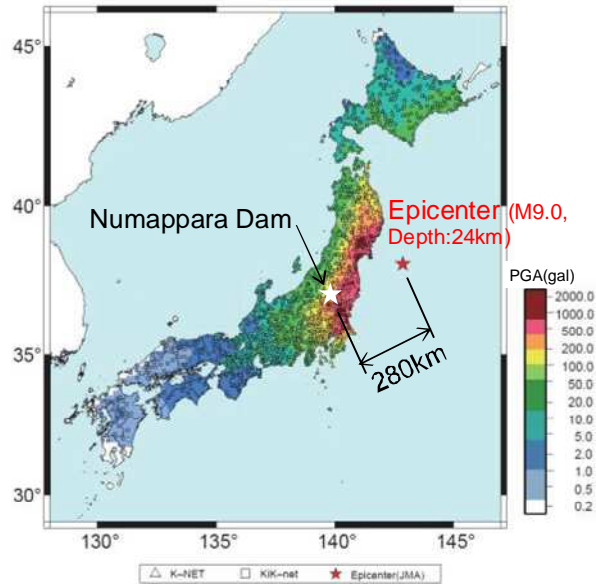 45°
40°
35°
30°
130°
135°
140°
145°
Numappara Dam
Epicenter (M9.0,
Depth:24km)
280km
PGA(gal)
2000.0
1000.0
500.0
200.0
100.0
50.0
20.0
10.0
5.0
2.0
1.0
0.5
0.2
K-NET
KiK-net
Epicenter(JMA)